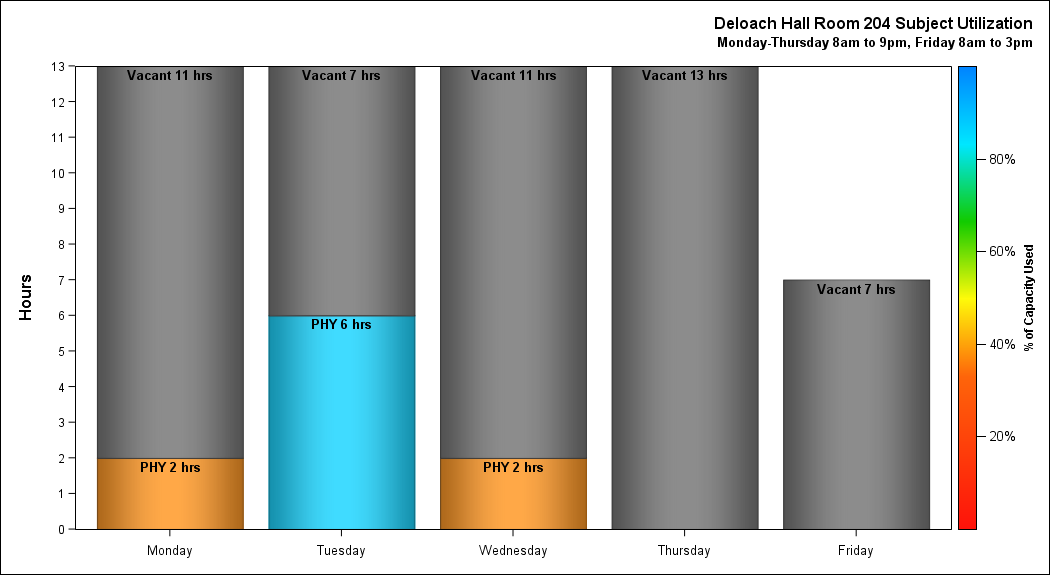 Deloach Hall Room 204 Subject Utilization
Monday-Thursday 8am to 9pm, Friday 8am to 3pm
13
12
11
10
9
8
7
6
5
4
3
2
1
0
Hours
Vacant 11 hrs
PHY 2 hrs
Vacant 7 hrs
PHY 6 hrs
Vacant 11 hrs
PHY 2 hrs
Vacant 13 hrs
Vacant 7 hrs
Monday
Tuesday
Wednesday
Thursday
Friday
80%
60%
40%
20%
% of Capacity Used